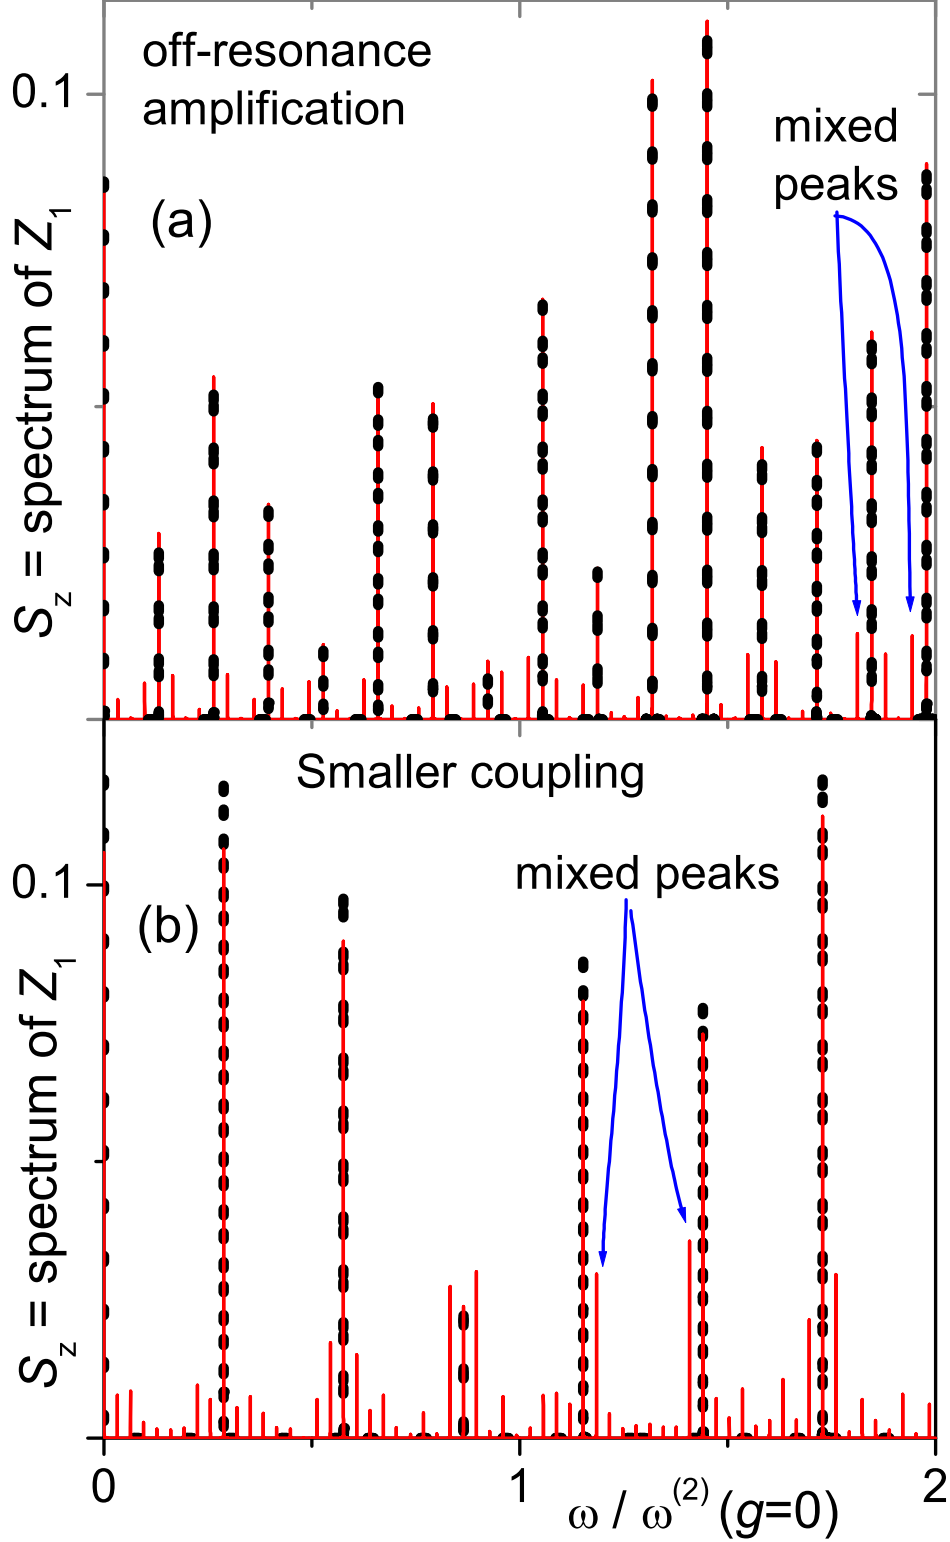 off-resonance
amplification
0.1
mixed
peaks
(a)
S_z = spectrum of Z_1
Smaller coupling
0.1
mixed peaks
(b)
S_z = spectrum of Z_1
0
1
2
ω / ω^(2) (g=0)